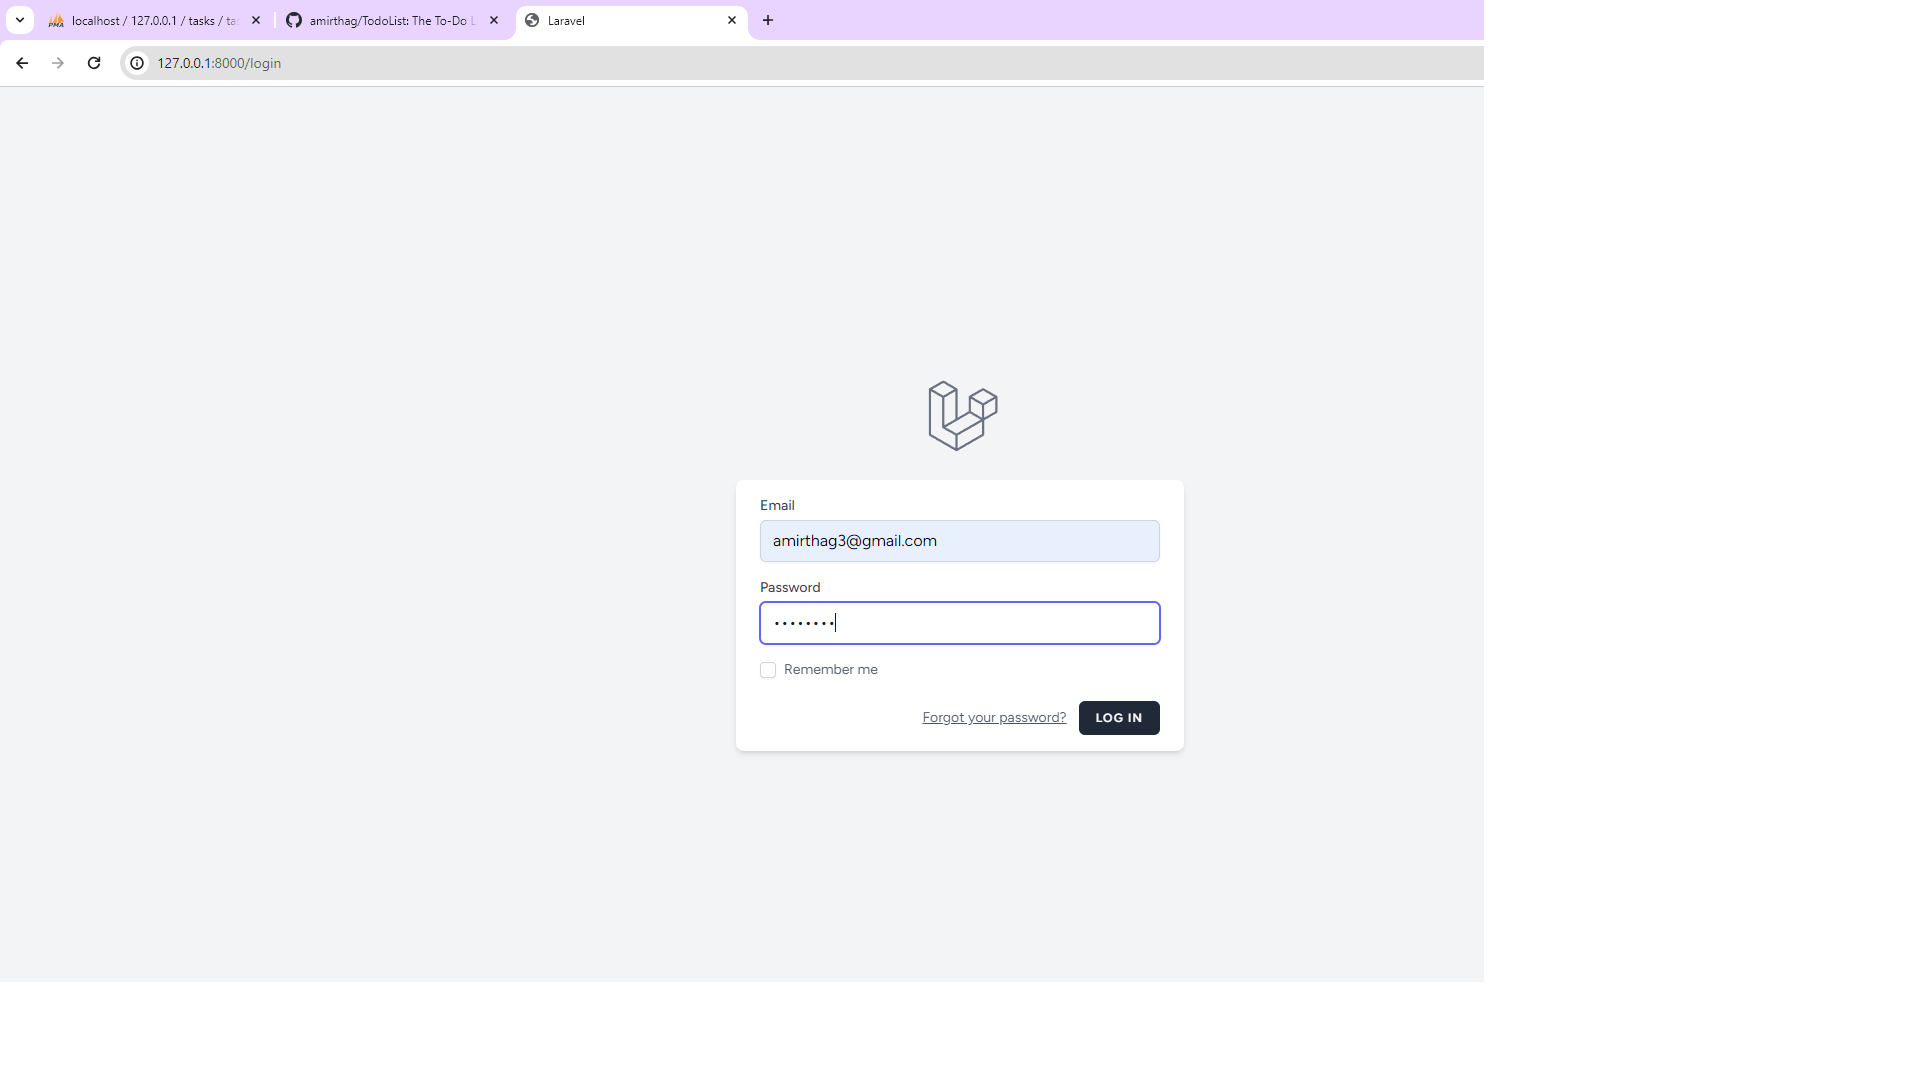 localhost / 127.0.0.1 / tasks / ta
amirthag/TodoList: The To-Do L
Laravel
127.0.0.1:8000/login
Email
amirthag3@gmail.com
Password
Remember me
Forgot your password?
LOG IN